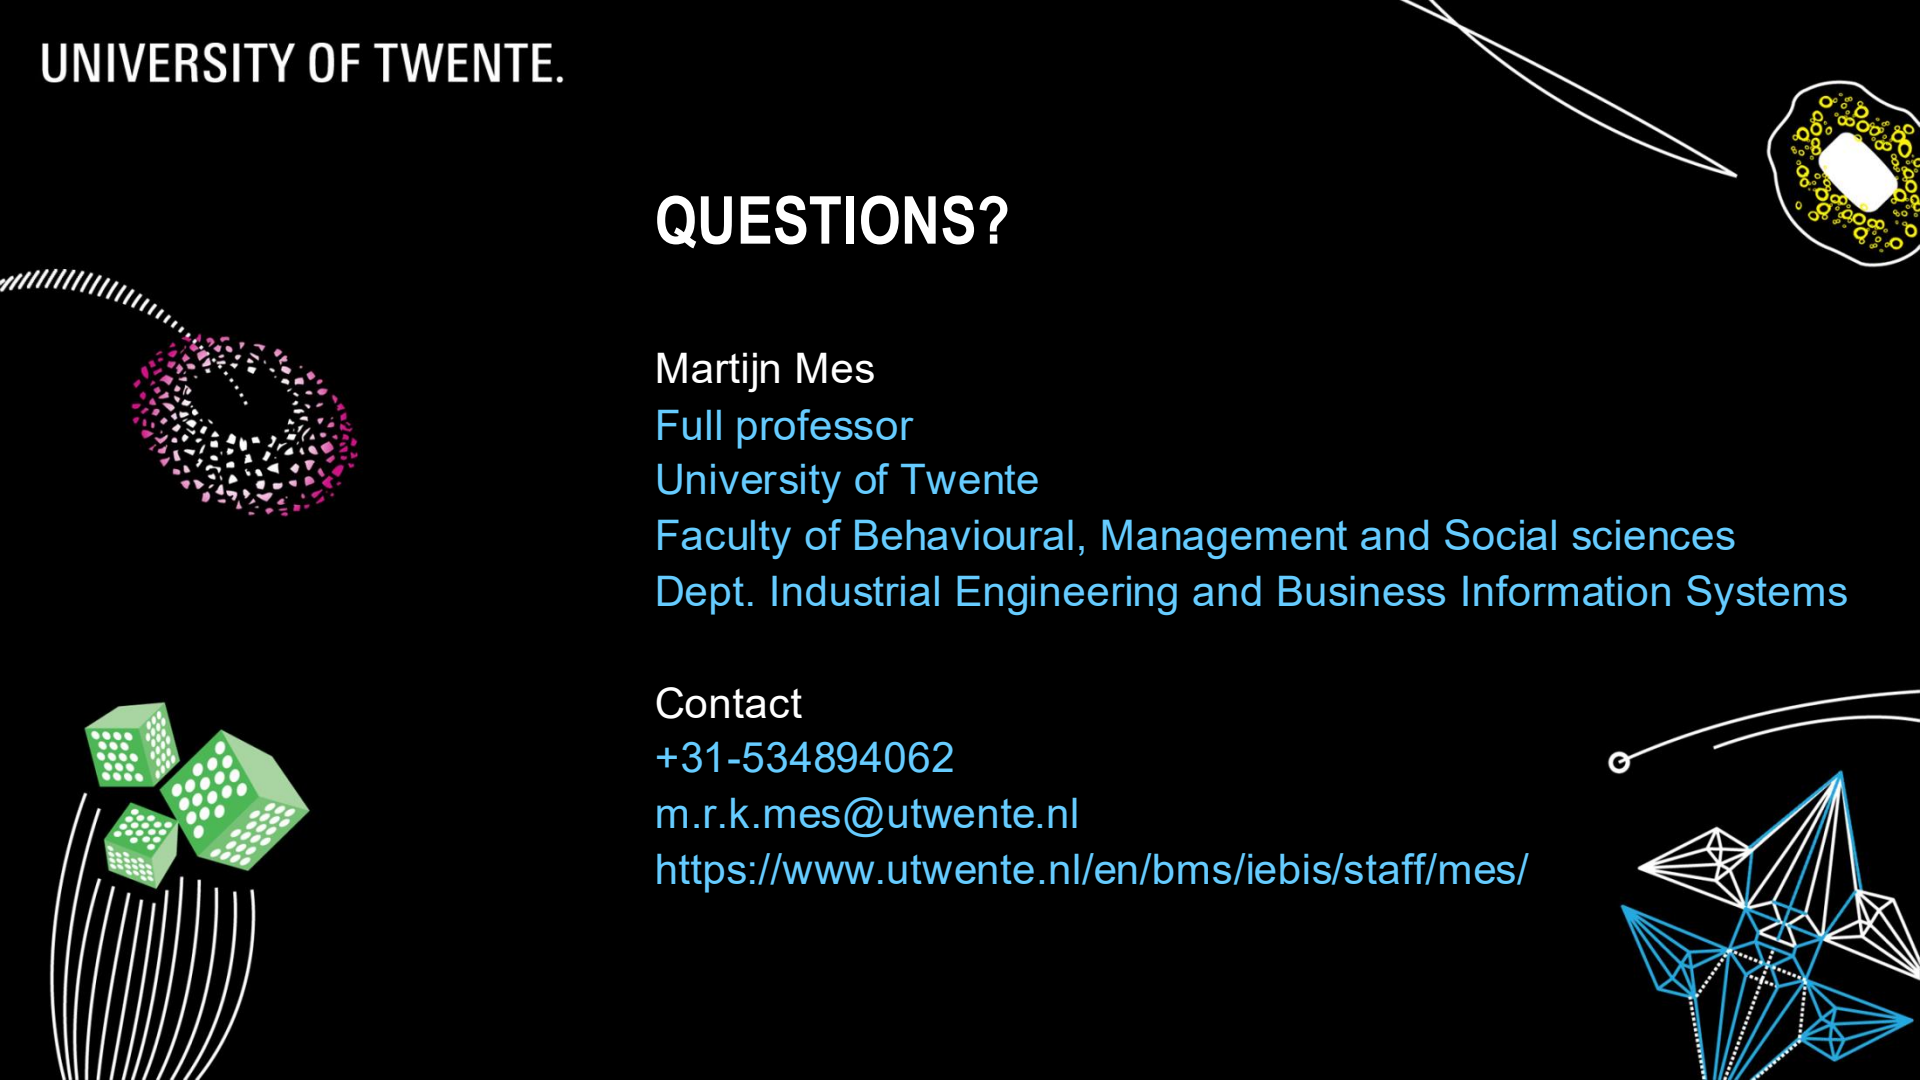 UNIVERSITY OF TWENTE.
QUESTIONS?
Martijn Mes
Full professor
University of Twente
Faculty of Behavioural, Management and Social sciences
Dept. Industrial Engineering and Business Information Systems
Contact
+31-534894062
m.r.k.mes@utwente.nl
https://www.utwente.nl/en/bms/iebis/staff/mes/